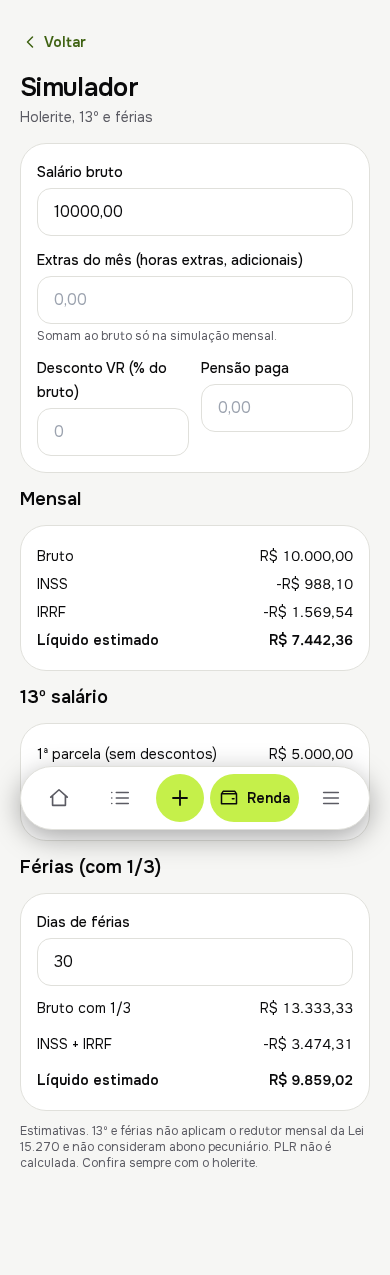 Voltar
Simulador
Holerite, 13º e férias
Salário bruto
10000,00
Extras do mês (horas extras, adicionais)
0,00
Somam ao bruto só na simulação mensal.
Desconto VR (% do
bruto)
0
Pensão paga
0,00
Mensal
Bruto R$ 10.000,00
INSS -R$ 988,10
IRRF -R$ 1.569,54
Líquido estimado R$ 7.442,36
13º salário
1ª parcela (sem descontos) R$ 5.000,00
Renda
Férias (com 1/3)
Dias de férias
30
Bruto com 1/3 R$ 13.333,33
INSS + IRRF -R$ 3.474,31
Líquido estimado R$ 9.859,02
Estimativas. 13º e férias não aplicam o redutor mensal da Lei
15.270 e não consideram abono pecuniário. PLR não é
calculada. Confira sempre com o holerite.